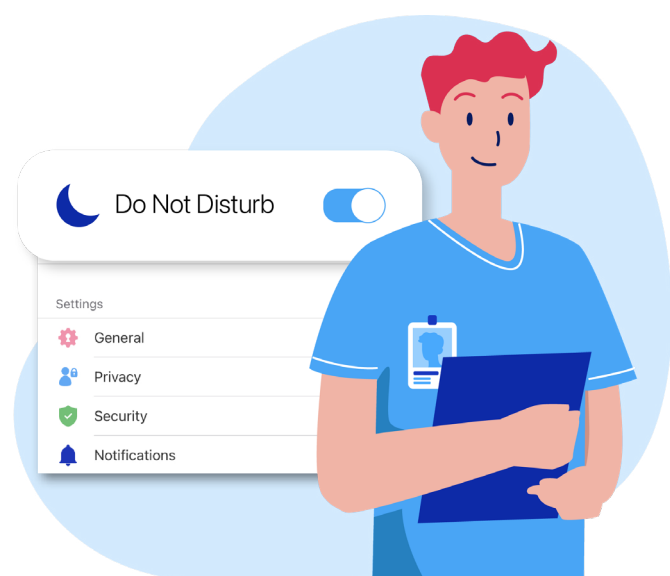 Do Not Disturb
Settings
General
Privacy
Security
Notifications